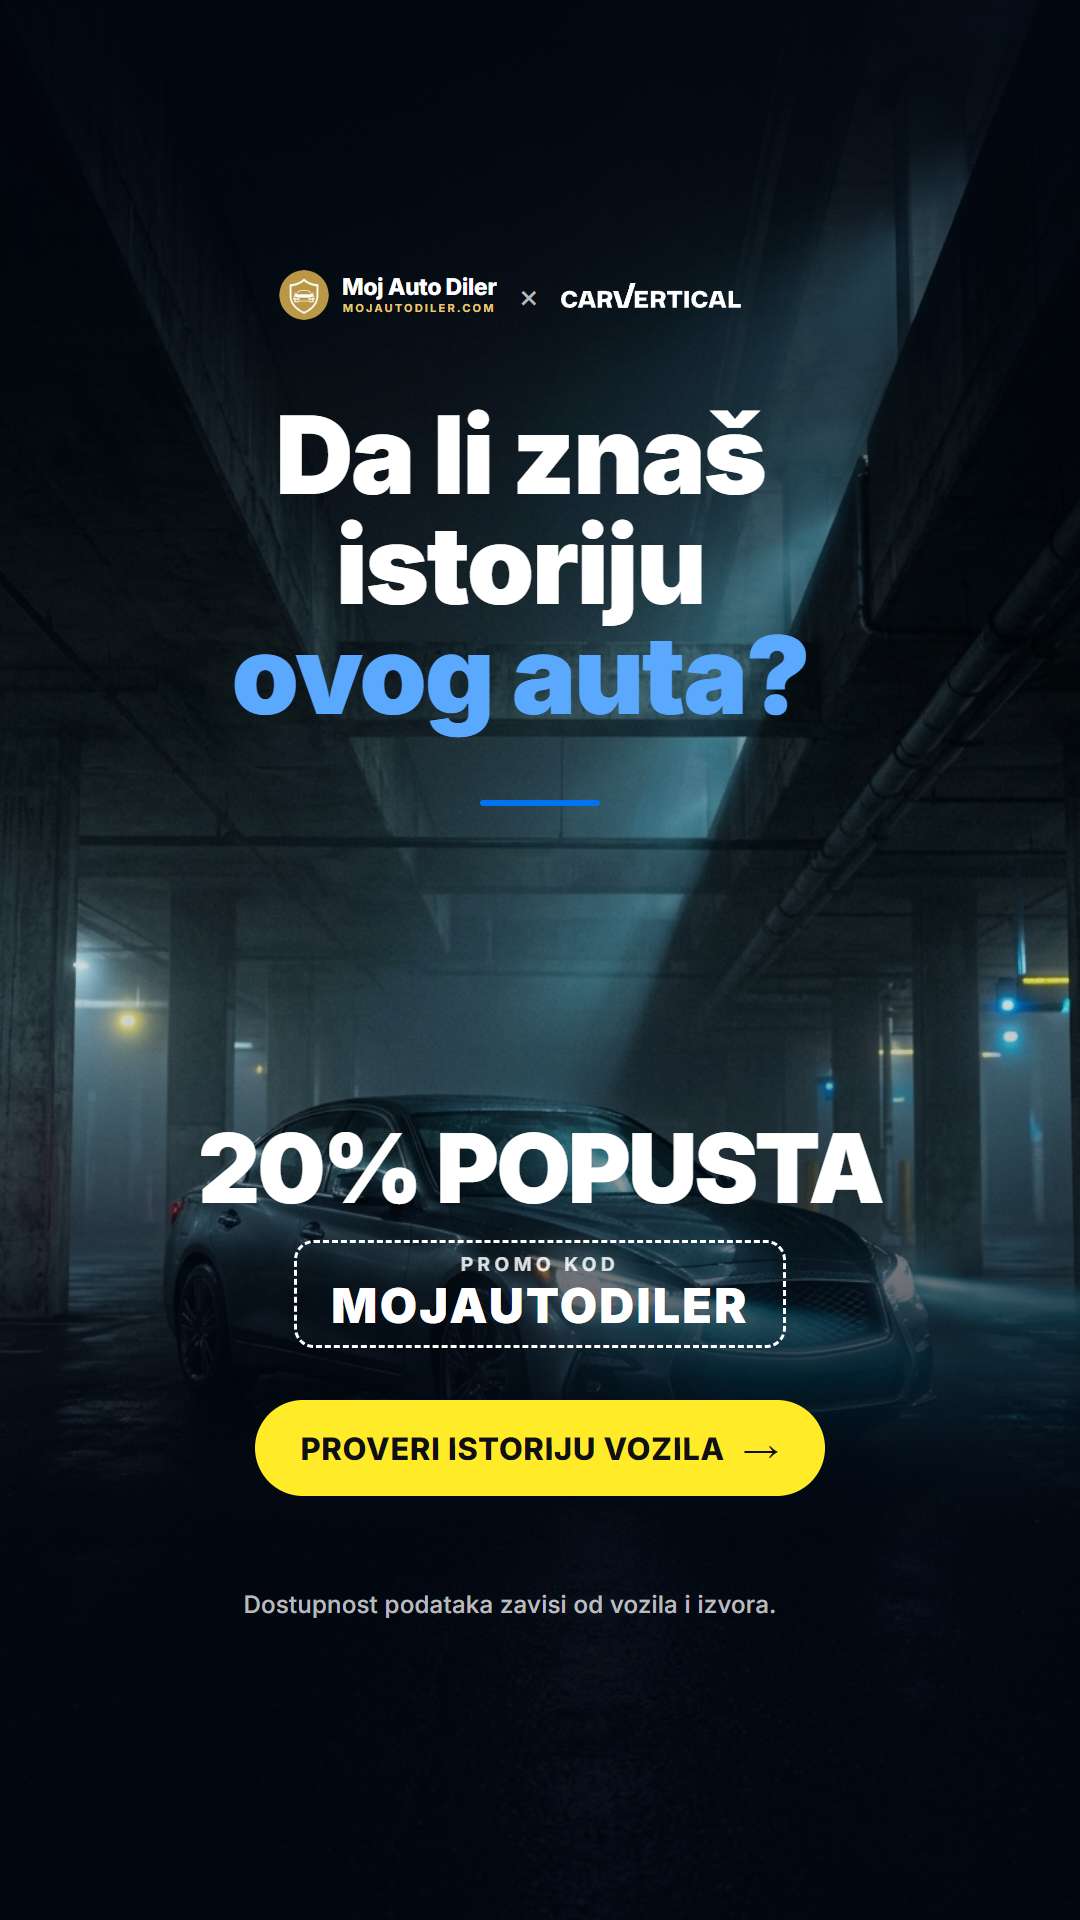 Moj Auto Diler
MOJAUTODILER.COM
×
CARVERTICAL
Da li znaš
istoriju
ovog auta?
20% POPUSTA
PROMO KOD
MOJAUTODILER
PROVERI ISTORIJU VOZILA →
Dostupnost podataka zavisi od vozila i izvora.